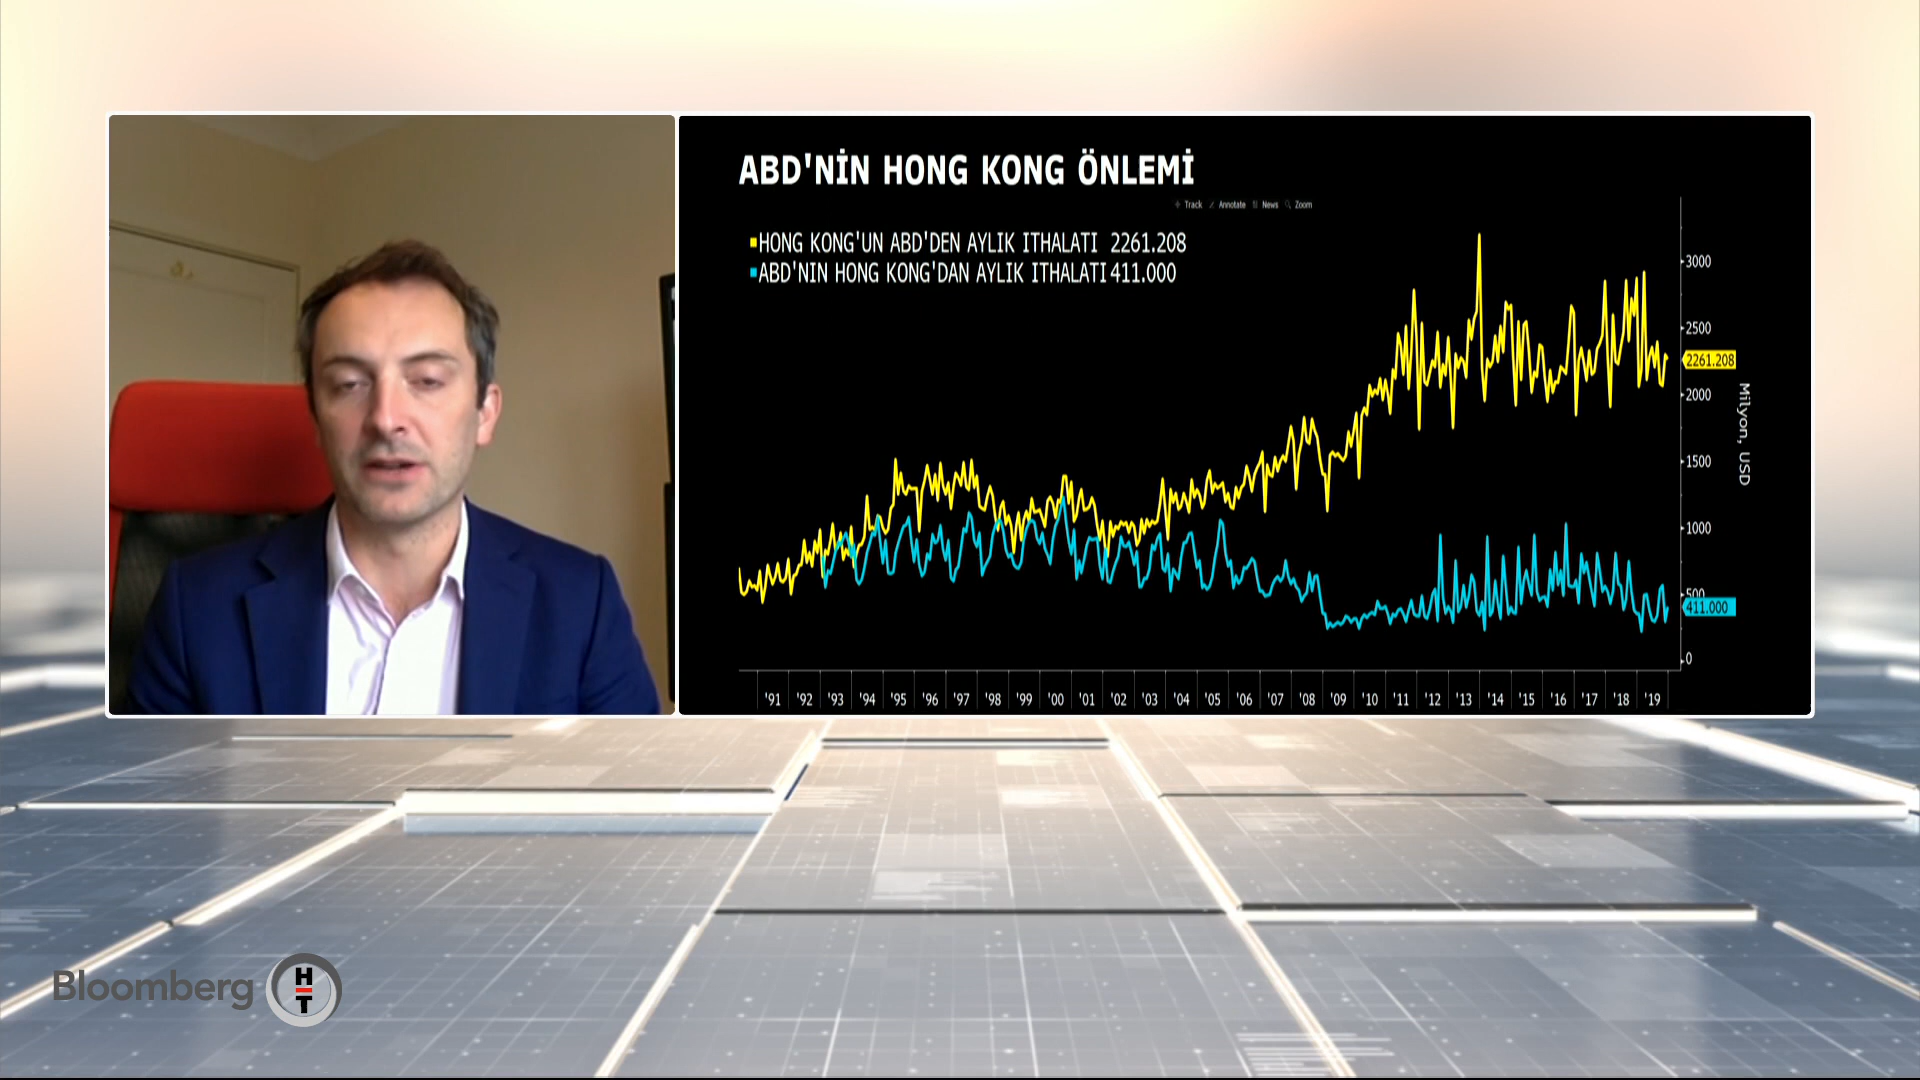 ABD'NİN HONG KONG ÖNLEMİ
Track Annotate News Zoom
HONG KONG'UN ABD'DEN AYLIK ITHALATI 2261.208
ABD'NIN HONG KONG'DAN AYLIK ITHALATI 411.000
3000
2500
2261.208
2000
Milyon, USD
1500
1000
500
411.000
0
'91 '92 '93 '94 '95 '96 '97 '98 '99 '00 '01 '02 '03 '04 '05 '06 '07 '08 '09 '10 '11 '12 '13 '14 '15 '16 '17 '18 '19
Bloomberg HT